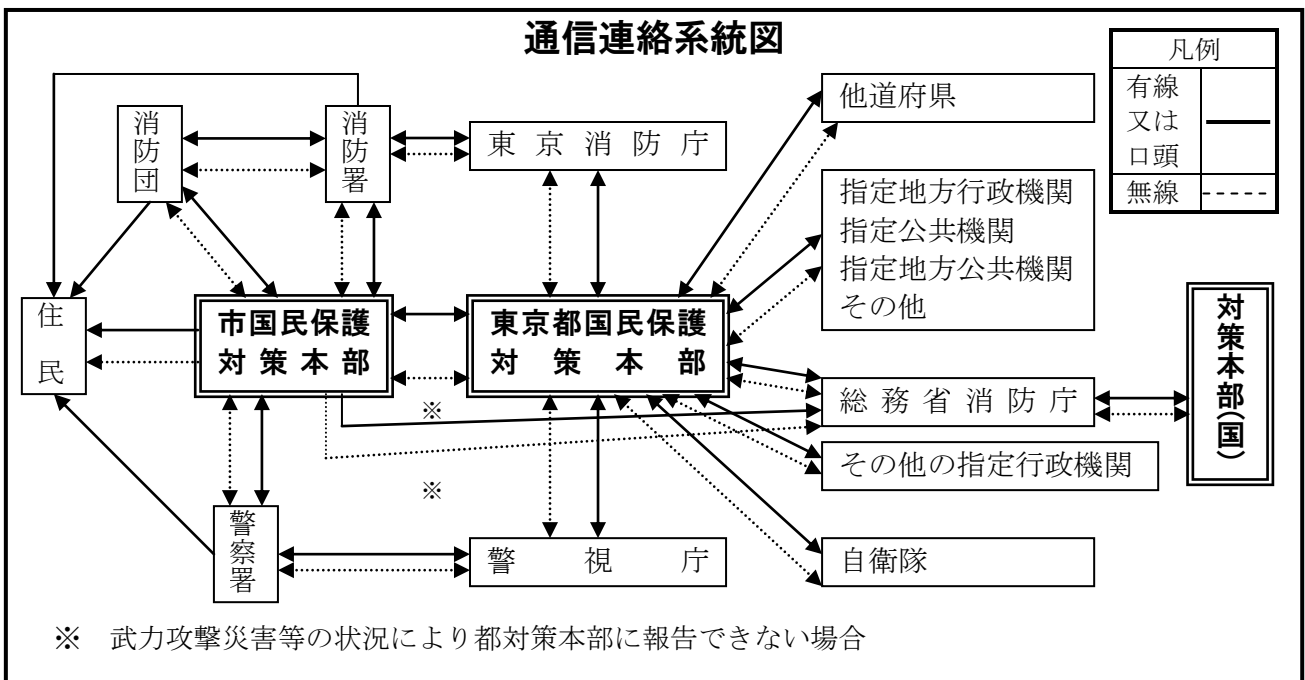 通信連絡系統図
凡例
有線
又は
口頭
無線
消防団
消防署
東京消防庁
他道府県
指定地方行政機関
指定公共機関
指定地方公共機関
その他
住民
市国民保護
対策本部
東京都国民保護
対策本部
対策本部(国)
総務省消防庁
※
その他の指定行政機関
※
警察署
警視庁
自衛隊
※ 武力攻撃災害等の状況により都対策本部に報告できない場合